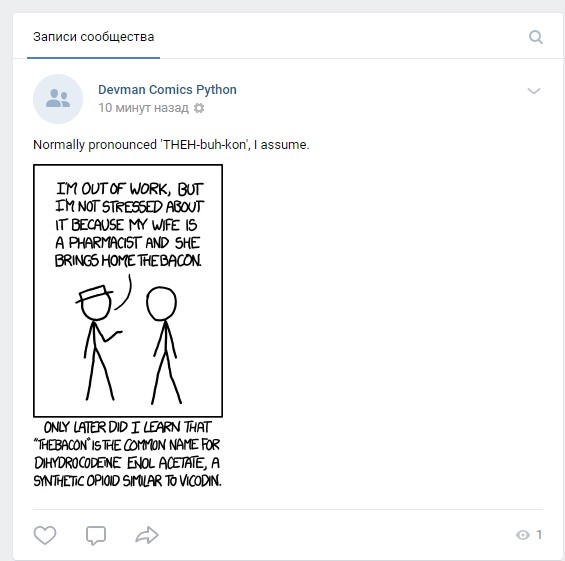 Записи сообщества
Devman Comics Python
10 минут назад
Normally pronounced 'THEH-buh-kon', I assume.
I'M OUT OF WORK, BUT
I'M NOT STRESSED ABOUT
IT BECAUSE MY WIFE IS
A PHARMACIST AND SHE
BRINGS HOME THEBACON.
ONLY LATER DID I LEARN THAT
"THEBACON" IS THE COMMON NAME FOR
DIHYDROCODEINE ENOL ACETATE, A
SYNTHETIC OPIOID SIMILAR TO VICODIN.
1